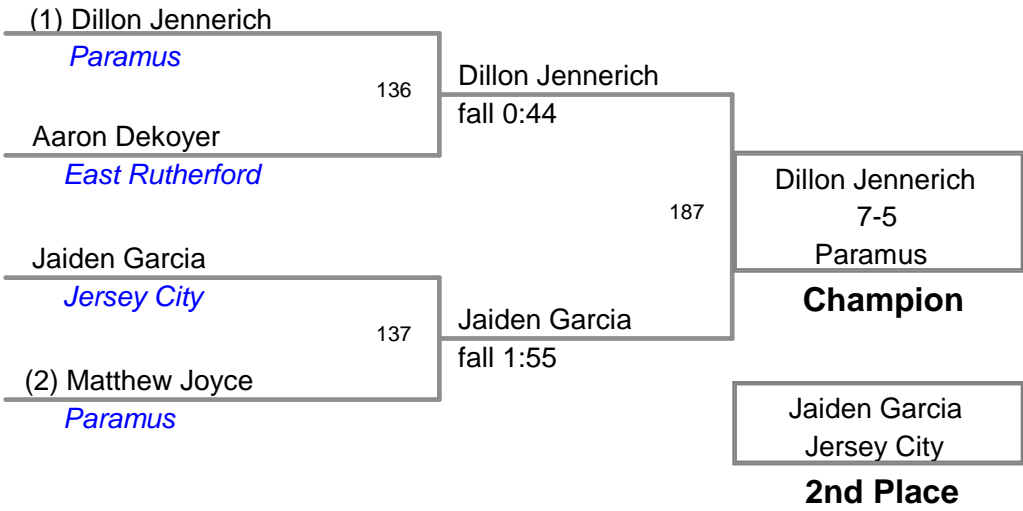 (1) Dillon Jennerich
Paramus
136
Dillon Jennerich
fall 0:44
Aaron Dekoyer
East Rutherford
187
Dillon Jennerich
7-5
Paramus
Champion
Jaiden Garcia
Jersey City
137
Jaiden Garcia
fall 1:55
(2) Matthew Joyce
Paramus
Jaiden Garcia
Jersey City
2nd Place